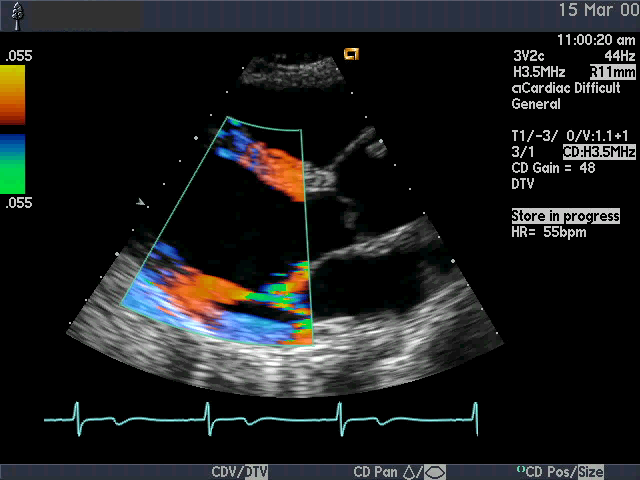 15 Mar 00
11:00:20 am
3V2c 44Hz
H3.5MHz R11mm
Cardiac Difficult
General
T1/-3/ 0/V:1.1+1
3/1 CD:H3.5MHz
CD Gain = 48
DTV
Store in progress
HR= 55bpm
.055
.055
CDV/DTV CD Pan CD Pos/Size